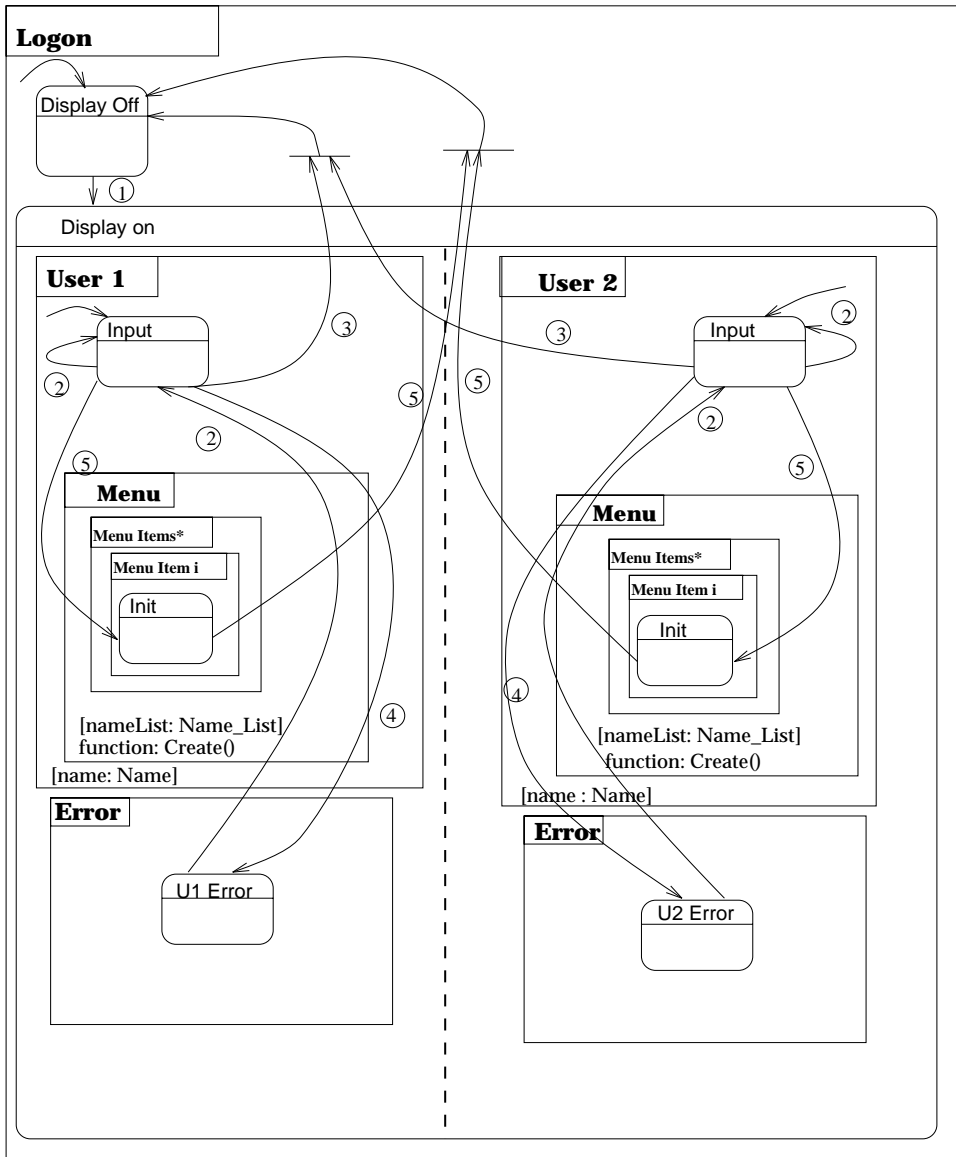 Logon
Display Off
1
Display on
User 1
User 2
Input
Input
2
3
3
2
2
5
5
2
2
5
5
Menu
Menu
Menu Items*
Menu Items*
Menu Item i
Menu Item i
Init
Init
4
4
[nameList: Name_List]
function: Create()
[name: Name]
[nameList: Name_List]
function: Create()
[name : Name]
Error
Error
U1 Error
U2 Error